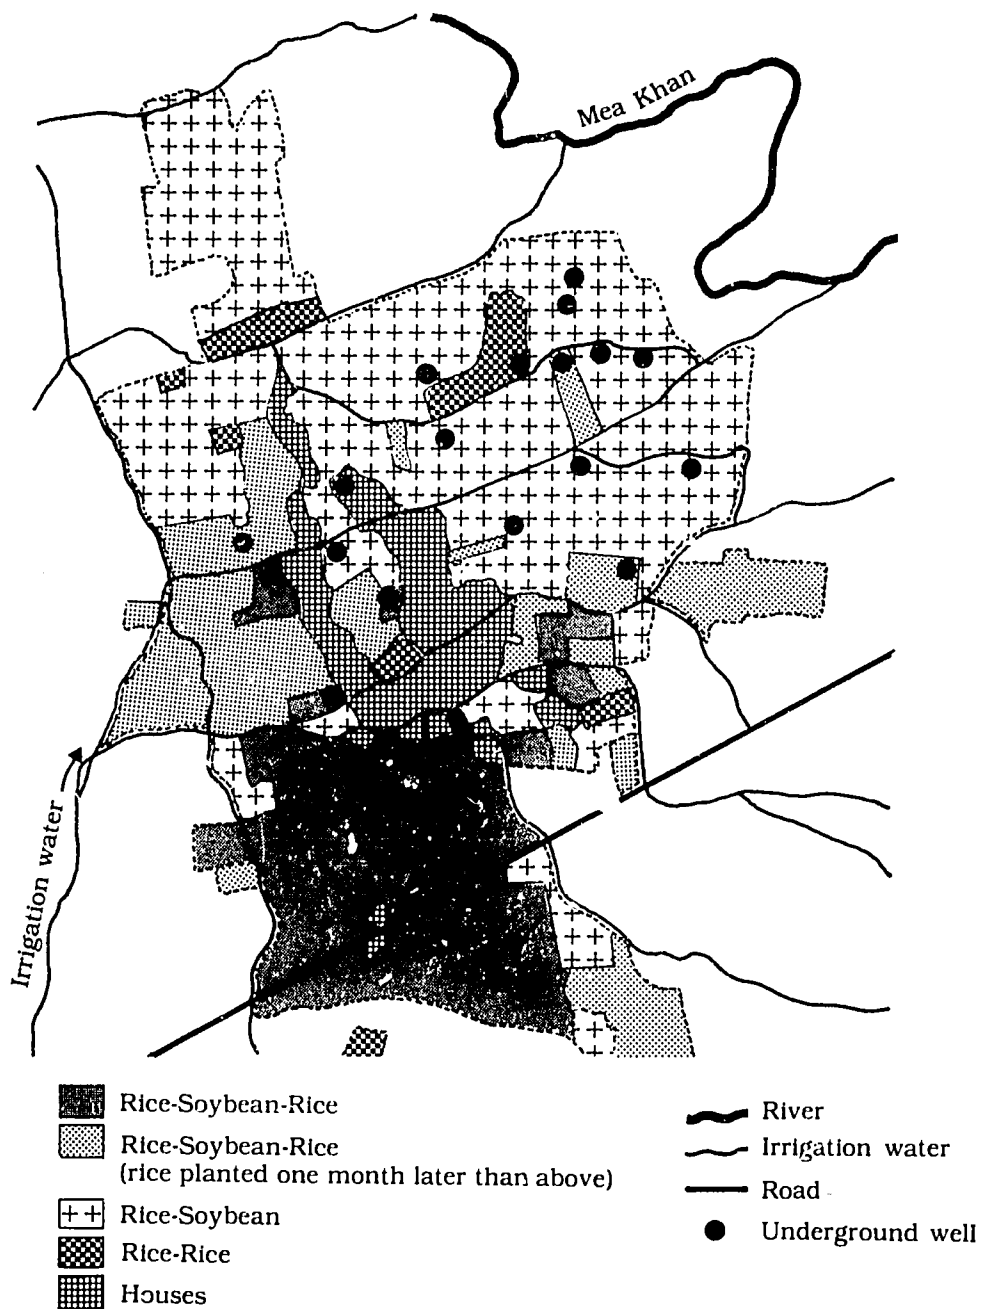 Mea Khan
Irrigation water
Rice-Soybean-Rice
Rice-Soybean-Rice
(rice planted one month later than above)
Rice-Soybean
Rice-Rice
Houses
River
Irrigation water
Road
Underground well